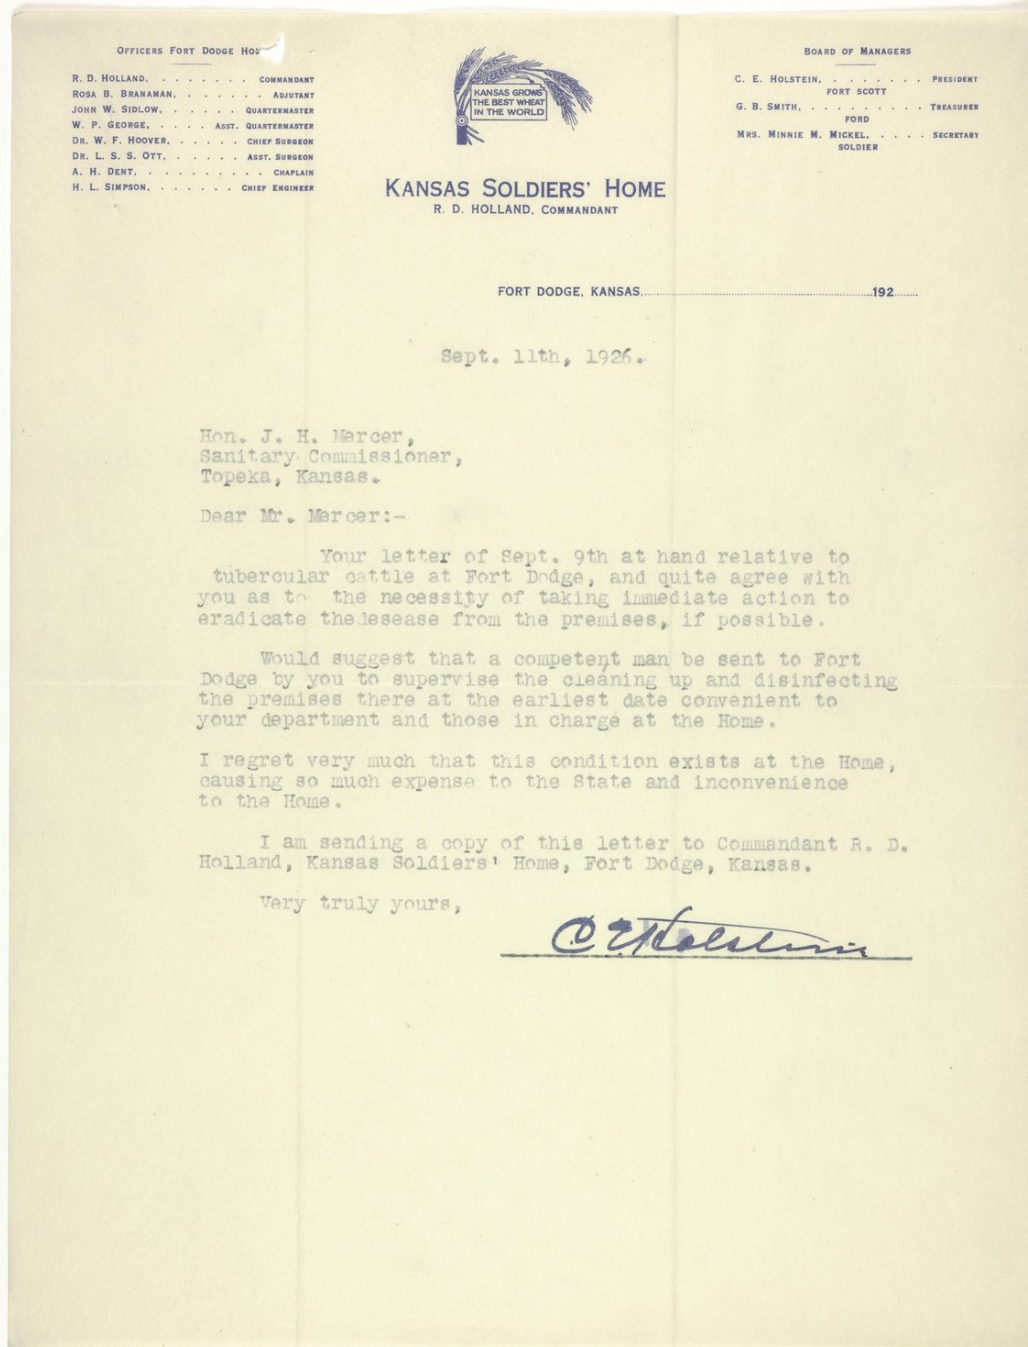 OFFICERS FORT DODGE
R. D. HOLLAND, . . . . . . . COMMANDANT
ROSA B. BRANAMAN, . . . . . . ADJUTANT
JOHN W. SIDLOW, . . . . . . QUARTERMASTER
W. P. GEORGE, . . . . ASST. QUARTERMASTER
DR. W. F. HOOVER, . . . . . CHIEF SURGEON
DR. L. S. S. OTT, . . . . . . ASST. SURGEON
A. H. DENT, . . . . . . . . . CHAPLAIN
H. L. SIMPSON, . . . . . . CHIEF ENGINEER
KANSAS GROWS
THE BEST WHEAT
IN THE WORLD
KANSAS SOLDIERS' HOME
R. D. HOLLAND, COMMANDANT
BOARD OF MANAGERS
C. E. HOLSTEIN, . . . . . . . . PRESIDENT
FORT SCOTT
G. B. SMITH, . . . . . . . . . TREASURER
FORD
MRS. MINNIE M. MICKEL, . . . . SECRETARY
SOLDIER
FORT DODGE, KANSAS, 192
Sept. 11th, 1926.
Hon. J. H. Mercer,
Sanitary Commissioner,
Topeka, Kansas.
Dear Mr. Mercer:-
Your letter of Sept. 9th at hand relative to
tubercular cattle at Fort Dodge, and quite agree with
you as to the necessity of taking immediate action to
eradicate thedesease from the premises, if possible.
Would suggest that a competent man be sent to Fort
Dodge by you to supervise the cleaning up and disinfecting
the premises there at the earliest date convenient to
your department and those in charge at the Home.
I regret very much that this condition exists at the Home,
causing so much expense to the State and inconvenience
to the Home.
I am sending a copy of this letter to Commandant R. D.
Holland, Kansas Soldiers' Home, Fort Dodge, Kansas.
Very truly yours,
C E Holstein